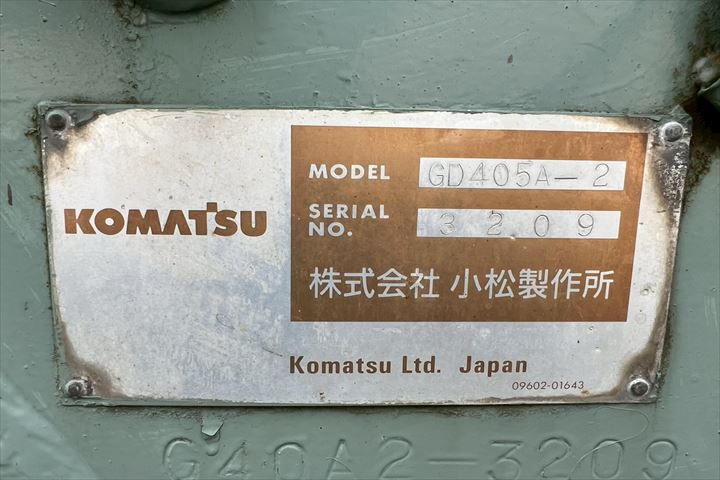 KOMATSU
MODEL GD405A-2
SERIAL NO. 3209
株式会社 小松製作所
Komatsu Ltd. Japan
09602-01643
G40A2-3209